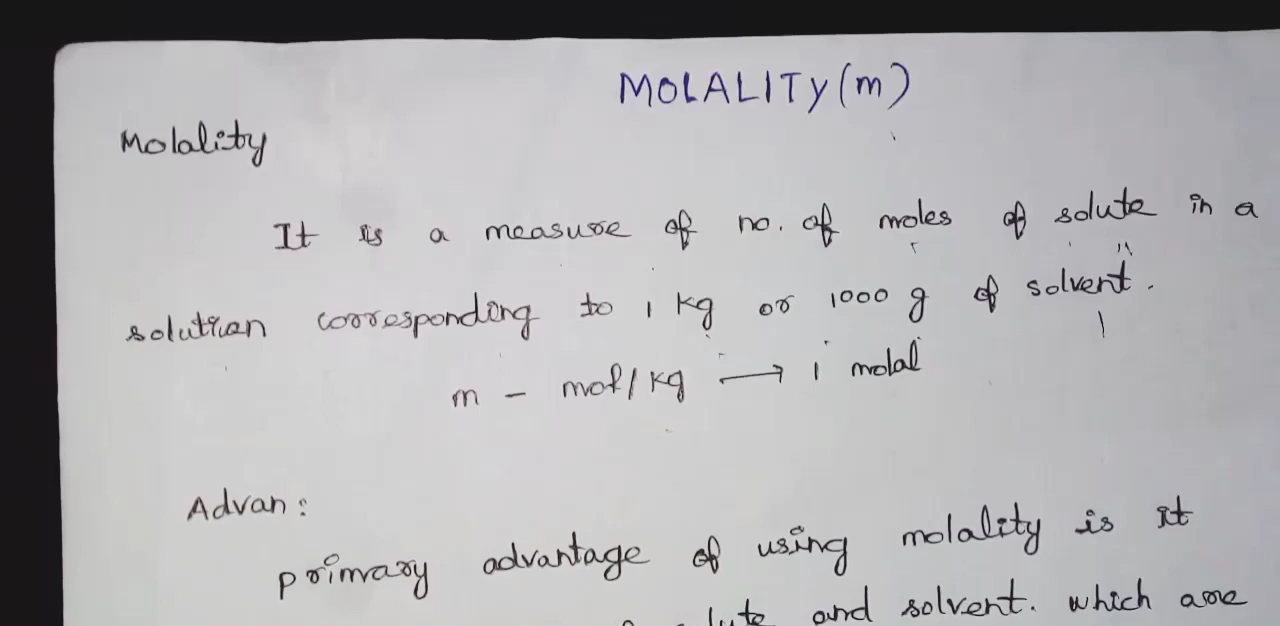 MOLALITY (m)
Molality
It is a measure of no. of moles of solute in a
solution corresponding to 1 kg or 1000 g of solvent.
m - mol/kg → 1 molal
Advan:
primary advantage of using molality is it
and solvent. which are